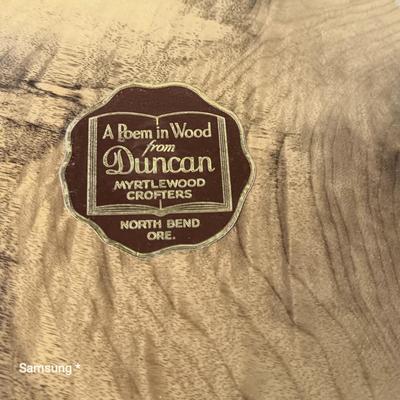 A Poem in Wood
from
Duncan
MYRTLEWOOD
CROFTERS
NORTH BEND
ORE.
Samsung *